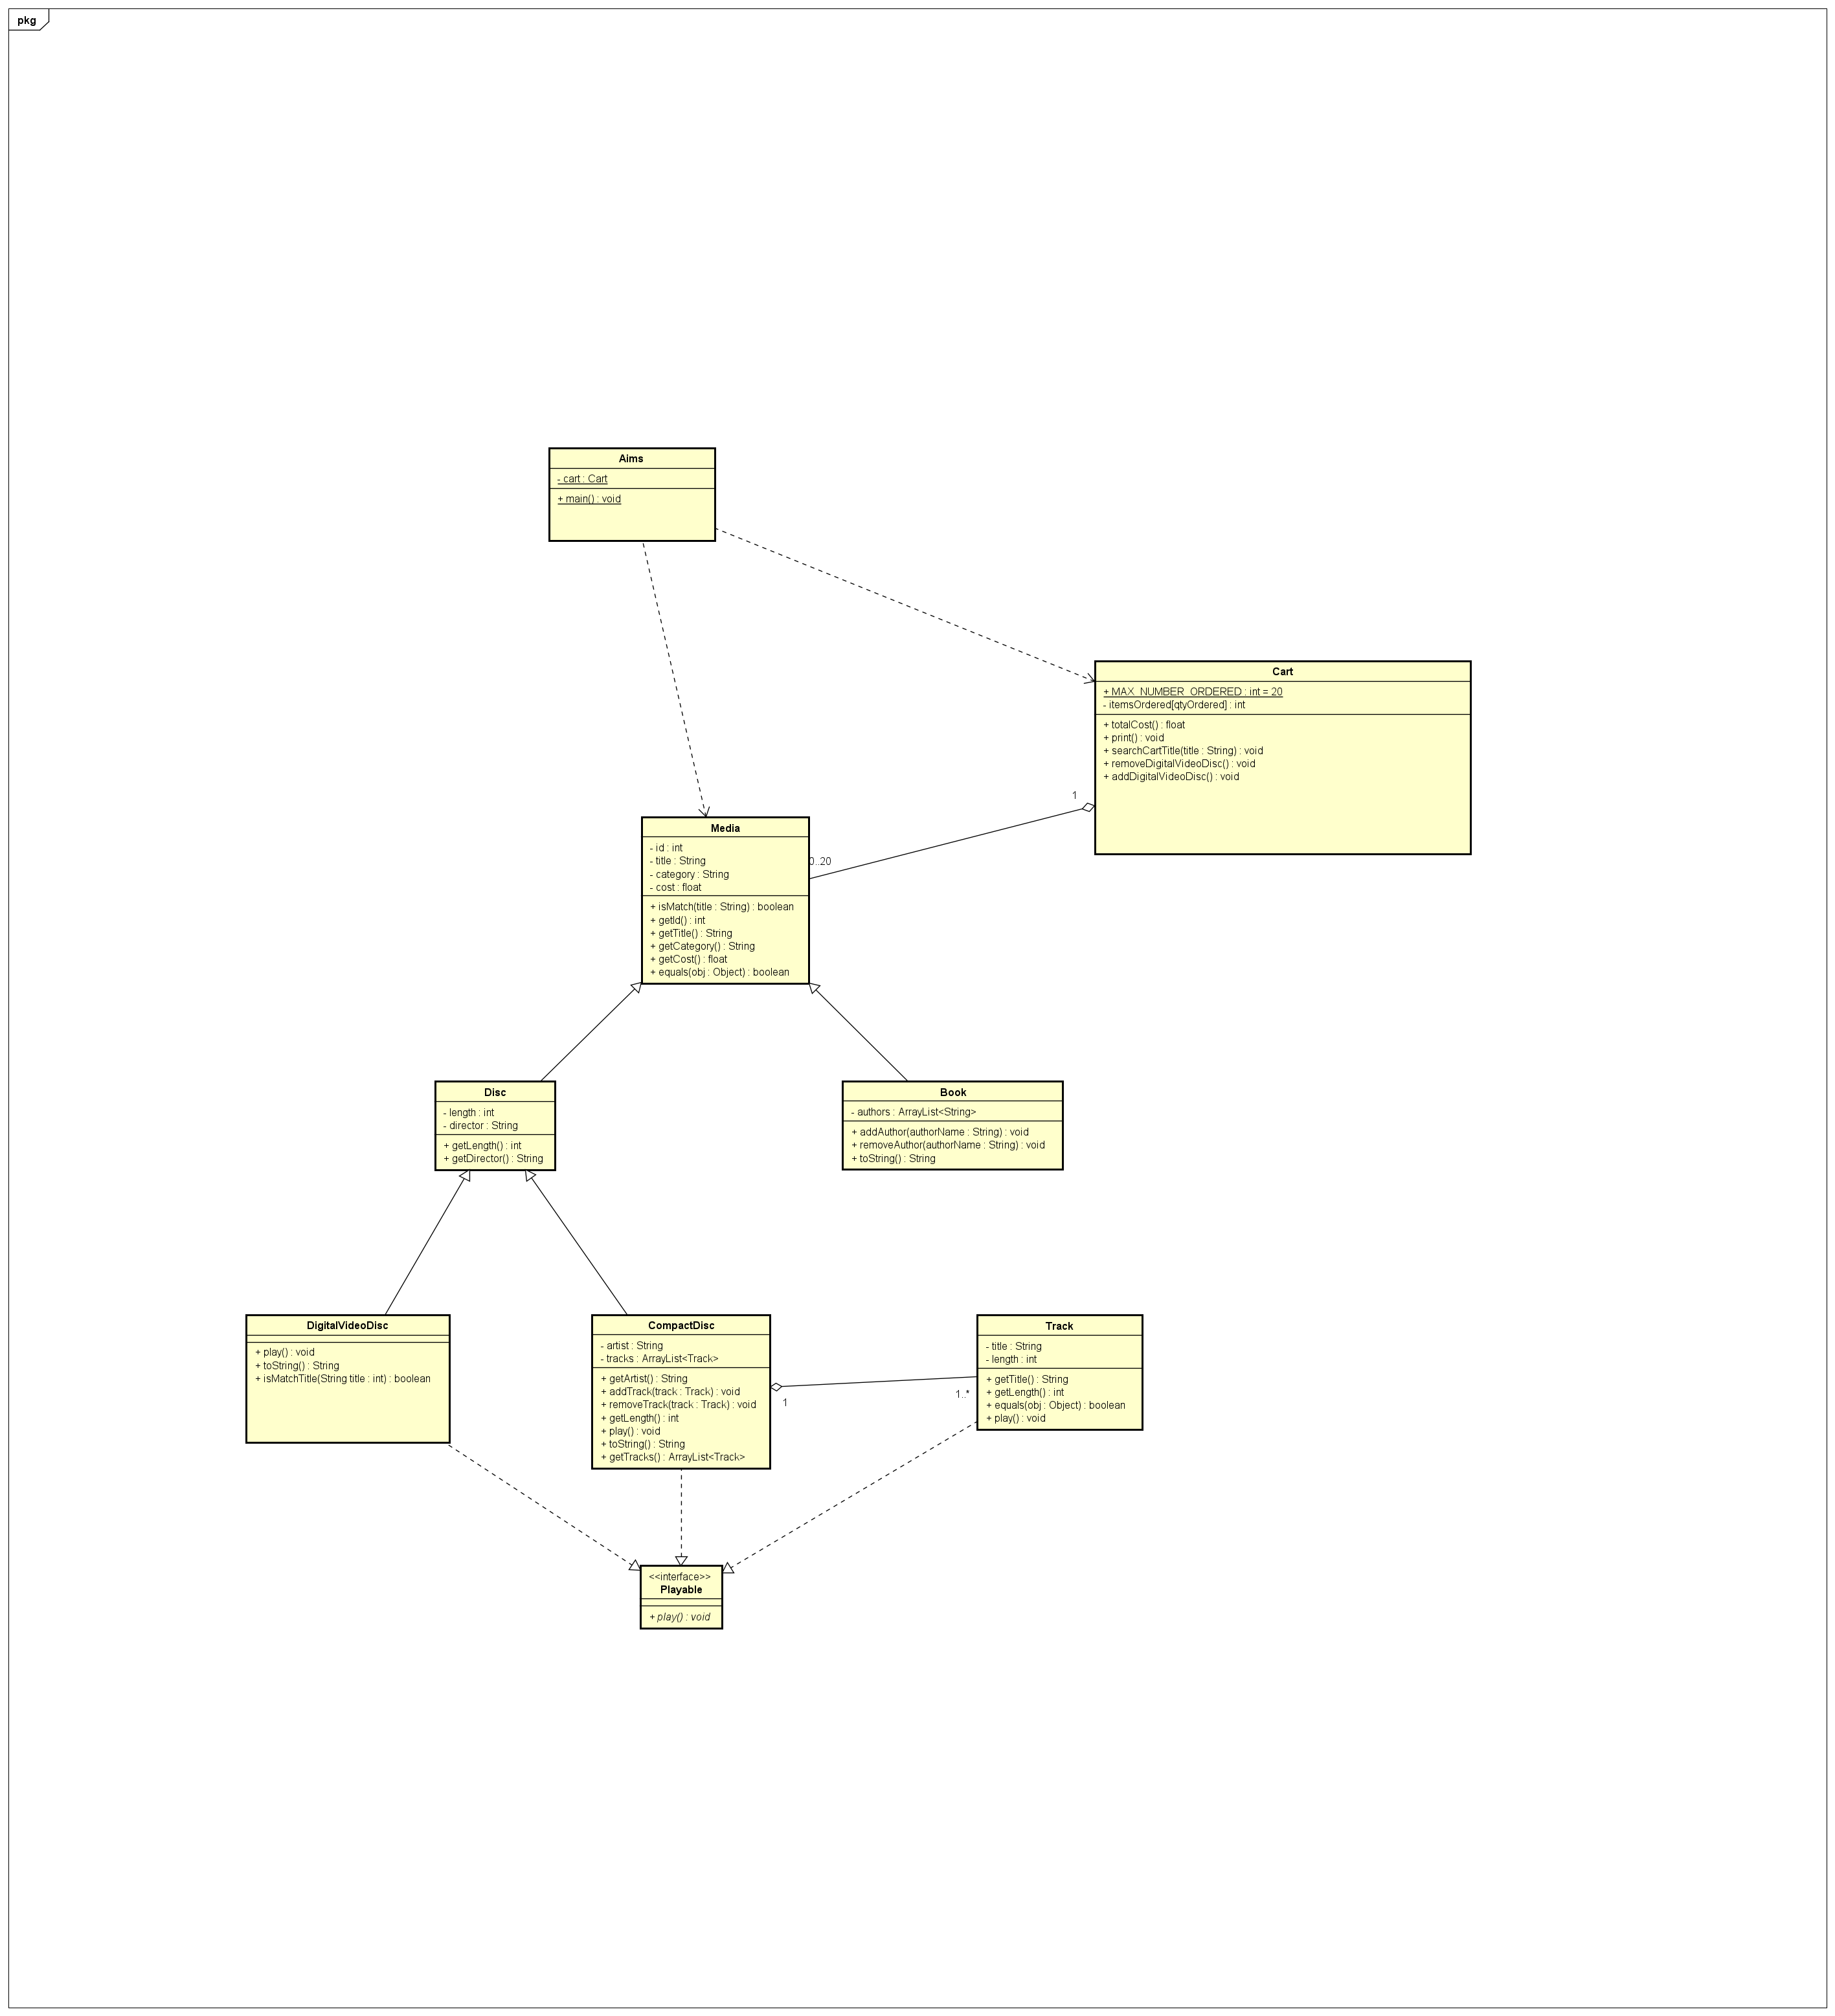 pkg
Aims
- cart : Cart
+ main() : void
Cart
+ MAX_NUMBER_ORDERED : int = 20
- itemsOrdered[qtyOrdered] : int
+ totalCost() : float
+ print() : void
+ searchCartTitle(title : String) : void
+ removeDigitalVideoDisc() : void
+ addDigitalVideoDisc() : void
1
0..20
Media
- id : int
- title : String
- category : String
- cost : float
+ isMatch(title : String) : boolean
+ getId() : int
+ getTitle() : String
+ getCategory() : String
+ getCost() : float
+ equals(obj : Object) : boolean
Disc
- length : int
- director : String
+ getLength() : int
+ getDirector() : String
Book
- authors : ArrayList<String>
+ addAuthor(authorName : String) : void
+ removeAuthor(authorName : String) : void
+ toString() : String
DigitalVideoDisc
+ play() : void
+ toString() : String
+ isMatchTitle(String title : int) : boolean
CompactDisc
- artist : String
- tracks : ArrayList<Track>
+ getArtist() : String
+ addTrack(track : Track) : void
+ removeTrack(track : Track) : void
+ getLength() : int
+ play() : void
+ toString() : String
+ getTracks() : ArrayList<Track>
1
1..*
Track
- title : String
- length : int
+ getTitle() : String
+ getLength() : int
+ equals(obj : Object) : boolean
+ play() : void
<<interface>>
Playable
+ play() : void